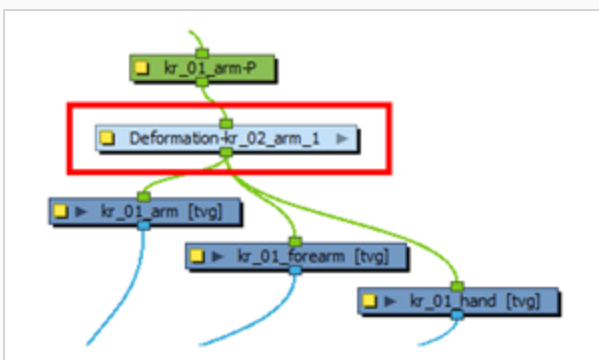 kr_01_arm-P
Deformation-kr_02_arm_1
kr_01_arm [tvg]
kr_01_forearm [tvg]
kr_01_hand [tvg]